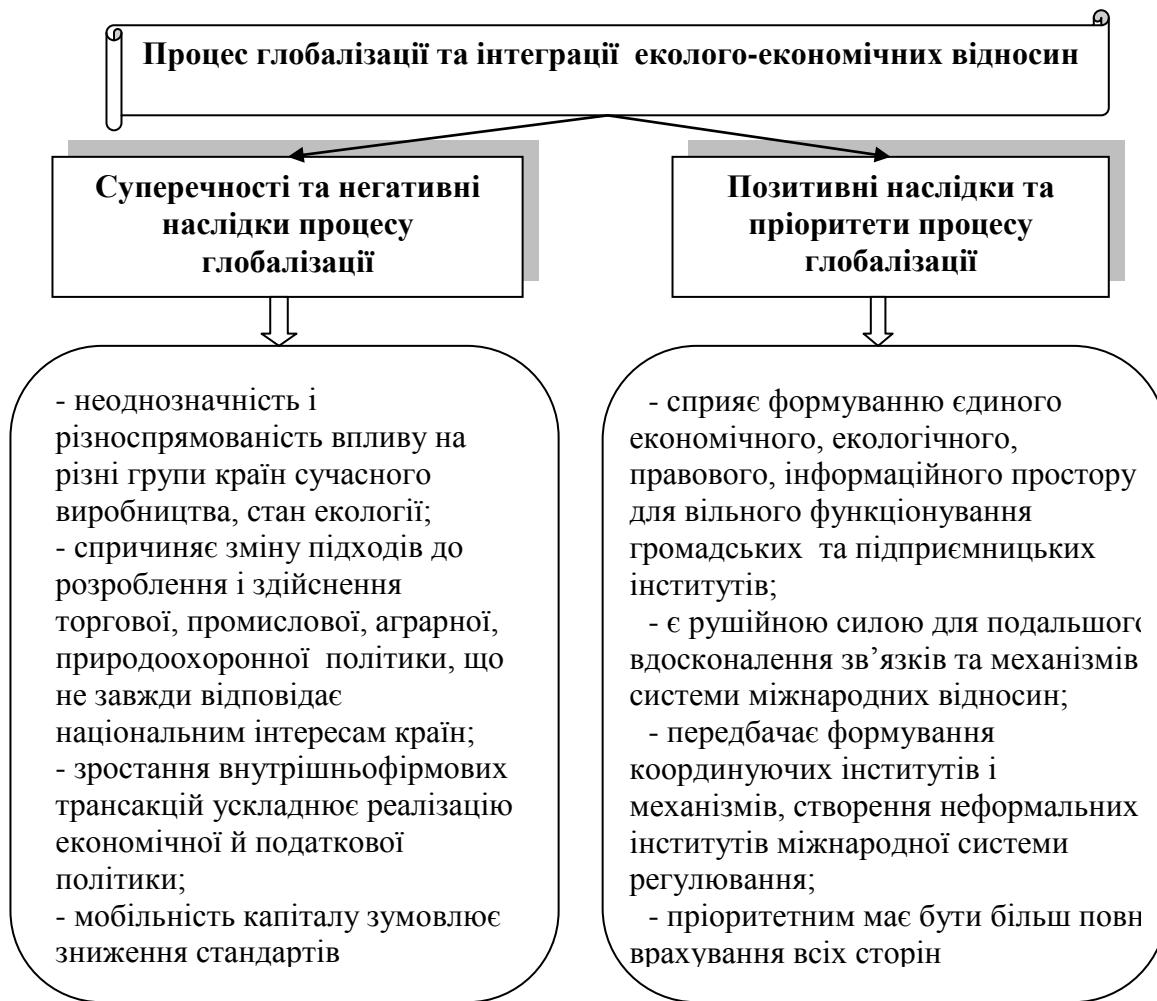 Процес глобалізації та інтеграції еколого-економічних відносин
Суперечності та негативні
наслідки процесу
глобалізації
Позитивні наслідки та
пріоритети процесу
глобалізації
- неоднозначність і
різноспрямованість впливу на
різні групи країн сучасного
виробництва, стан екології;
- спричиняє зміну підходів до
розроблення і здійснення
торгової, промислової, аграрної,
природоохоронної політики, що
не завжди відповідає
національним інтересам країн;
- зростання внутрішньофірмових
трансакцій ускладнює реалізацію
економічної й податкової
політики;
- мобільність капіталу зумовлює
зниження стандартів
- сприяє формуванню єдиного
економічного, екологічного,
правового, інформаційного простору
для вільного функціонування
громадських та підприємницьких
інститутів;
- є рушійною силою для подальшого
вдосконалення зв’язків та механізмів
системи міжнародних відносин;
- передбачає формування
координуючих інститутів і
механізмів, створення неформальних
інститутів міжнародної системи
регулювання;
- пріоритетним має бути більш повн
врахування всіх сторін